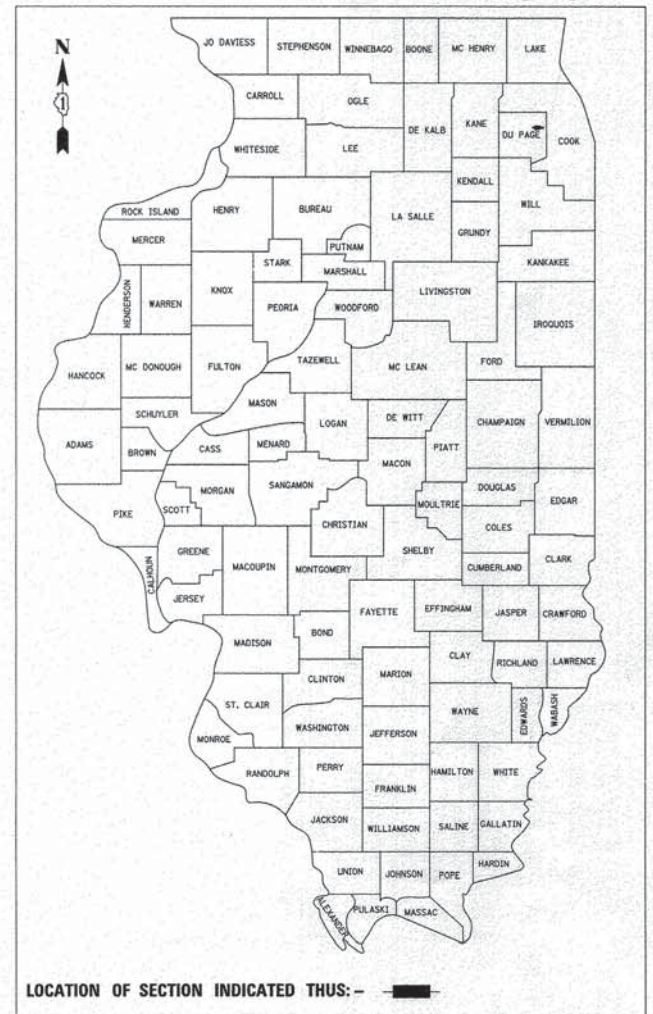 JO DAVIESS
STEPHENSON
WINNEBAGO
BOONE
MC HENRY
LAKE
N
1
CARROLL
OGLE
DE KALB
KANE
DU PAGE
COOK
WHITESIDE
LEE
KENDALL
WILL
ROCK ISLAND
HENRY
BUREAU
LA SALLE
GRUNDY
MERCER
PUTNAM
KANKAKEE
STARK
MARSHALL
HENDERSON
WARREN
KNOX
PEORIA
WOODFORD
LIVINGSTON
IROQUOIS
HANCOCK
MC DONOUGH
FULTON
TAZEWELL
MC LEAN
FORD
MASON
SCHUYLER
LOGAN
DE WITT
CHAMPAIGN
VERMILION
ADAMS
BROWN
CASS
MENARD
PIATT
MACON
MORGAN
SANGAMON
DOUGLAS
EDGAR
PIKE
SCOTT
CHRISTIAN
MOULTRIE
COLES
CALHOUN
GREENE
MACOUPIN
MONTGOMERY
SHELBY
CUMBERLAND
CLARK
JERSEY
FAYETTE
EFFINGHAM
JASPER
CRAWFORD
MADISON
BOND
CLAY
RICHLAND
LAWRENCE
CLINTON
MARION
ST. CLAIR
WAYNE
EDWARDS
WABASH
WASHINGTON
MONROE
JEFFERSON
RANDOLPH
PERRY
HAMILTON
WHITE
FRANKLIN
JACKSON
WILLIAMSON
SALINE
GALLATIN
UNION
JOHNSON
POPE
HARDIN
ALEXANDER
PULASKI
MASSAC
LOCATION OF SECTION INDICATED THUS: -